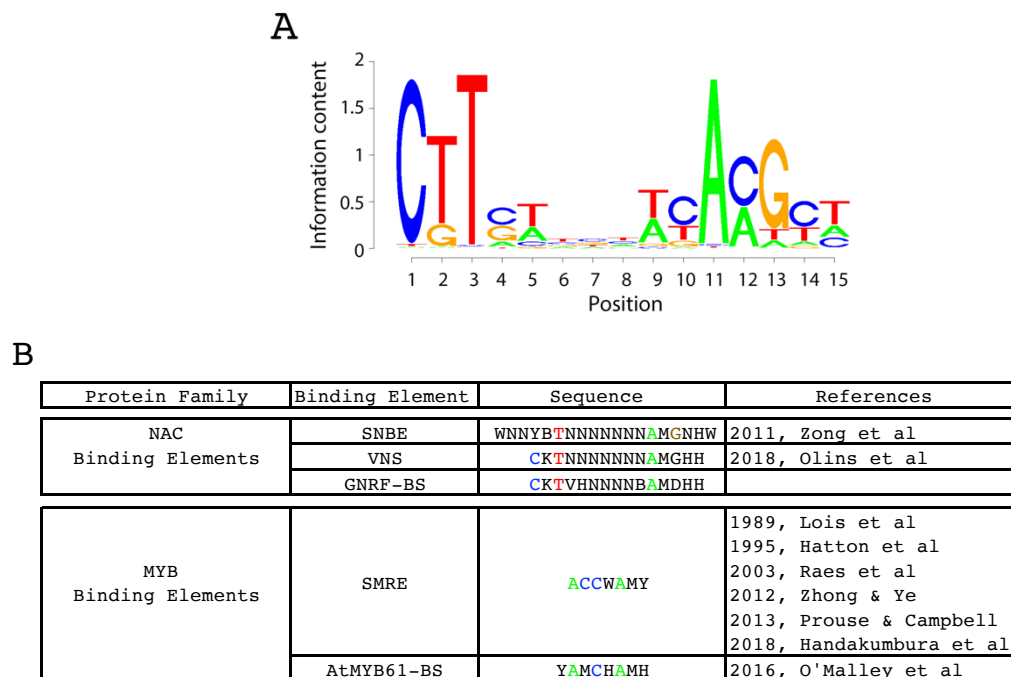 A
Information content
2
1.5
1
0.5
0
1 2 3 4 5 6 7 8 9 10 11 12 13 14 15
Position
B
Protein Family Binding Element Sequence References
NAC Binding Elements
SNBE WNNYBTNNNNNNNAMGNHW 2011, Zong et al
VNS CKTNNNNNNNAMGHH 2018, Olins et al
GNRF-BS CKTVHNNNNBAMDHH
MYB
Binding Elements
SMRE
ACCWAMY
1989, Lois et al
1995, Hatton et al
2003, Raes et al
2012, Zhong & Ye
2013, Prouse & Campbell
2018, Handakumbura et al
AtMYB61-BS YAMCHAMH 2016, O'Malley et al